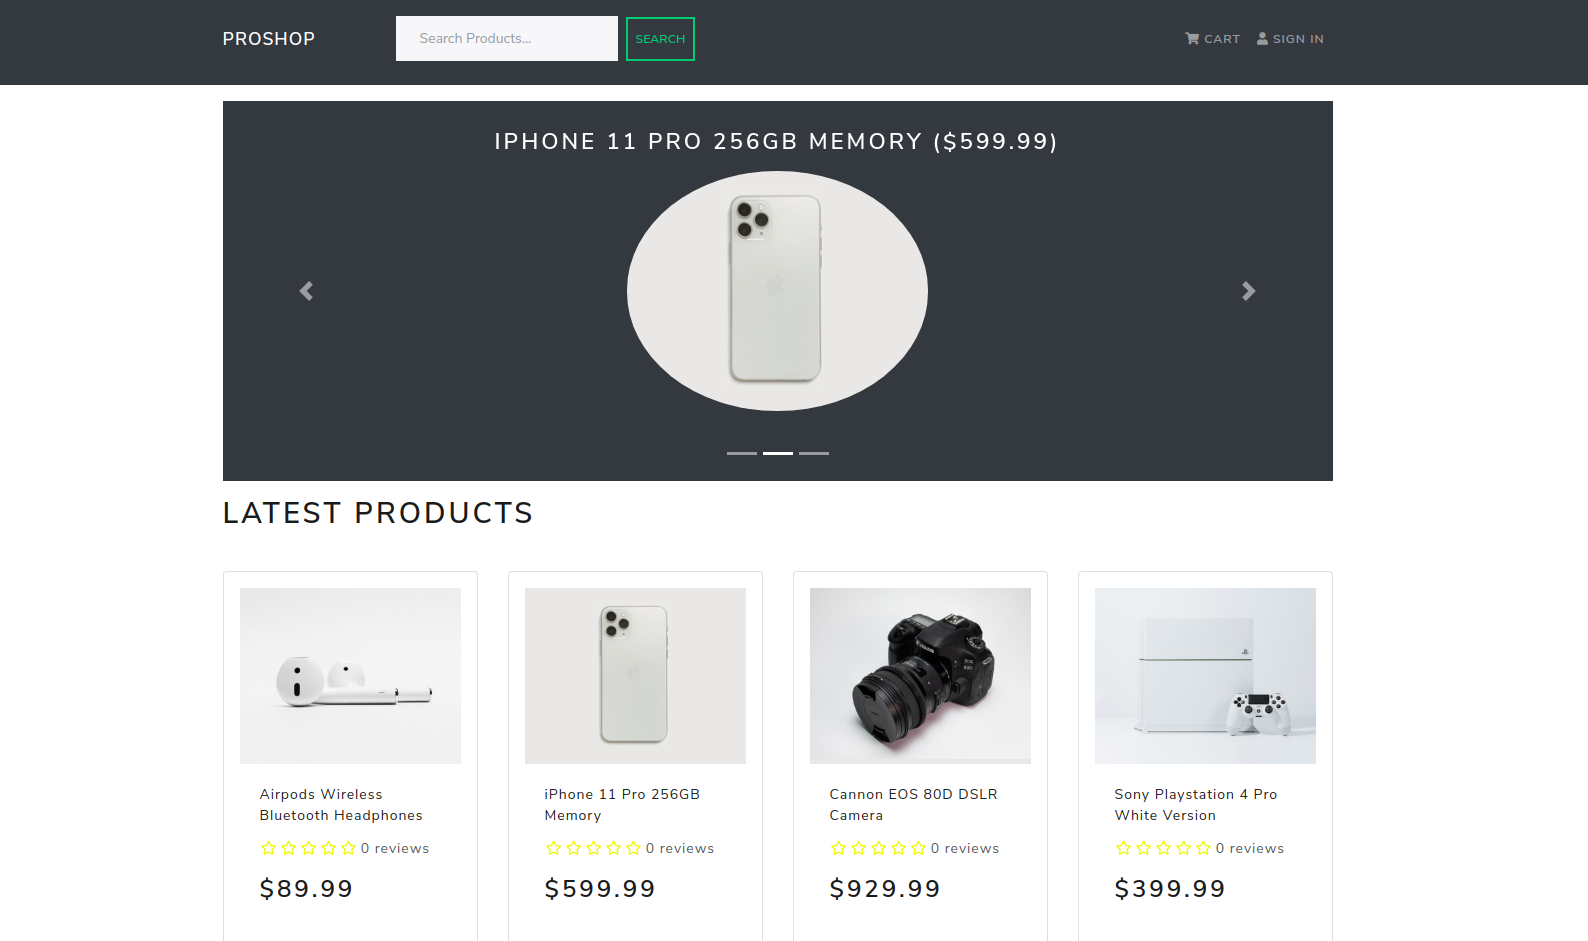 PROSHOP
Search Products...
SEARCH
CART
SIGN IN
IPHONE 11 PRO 256GB MEMORY ($599.99)
LATEST PRODUCTS
Airpods Wireless
Bluetooth Headphones
0 reviews
$89.99
iPhone 11 Pro 256GB
Memory
0 reviews
$599.99
Cannon EOS 80D DSLR
Camera
0 reviews
$929.99
Sony Playstation 4 Pro
White Version
0 reviews
$399.99